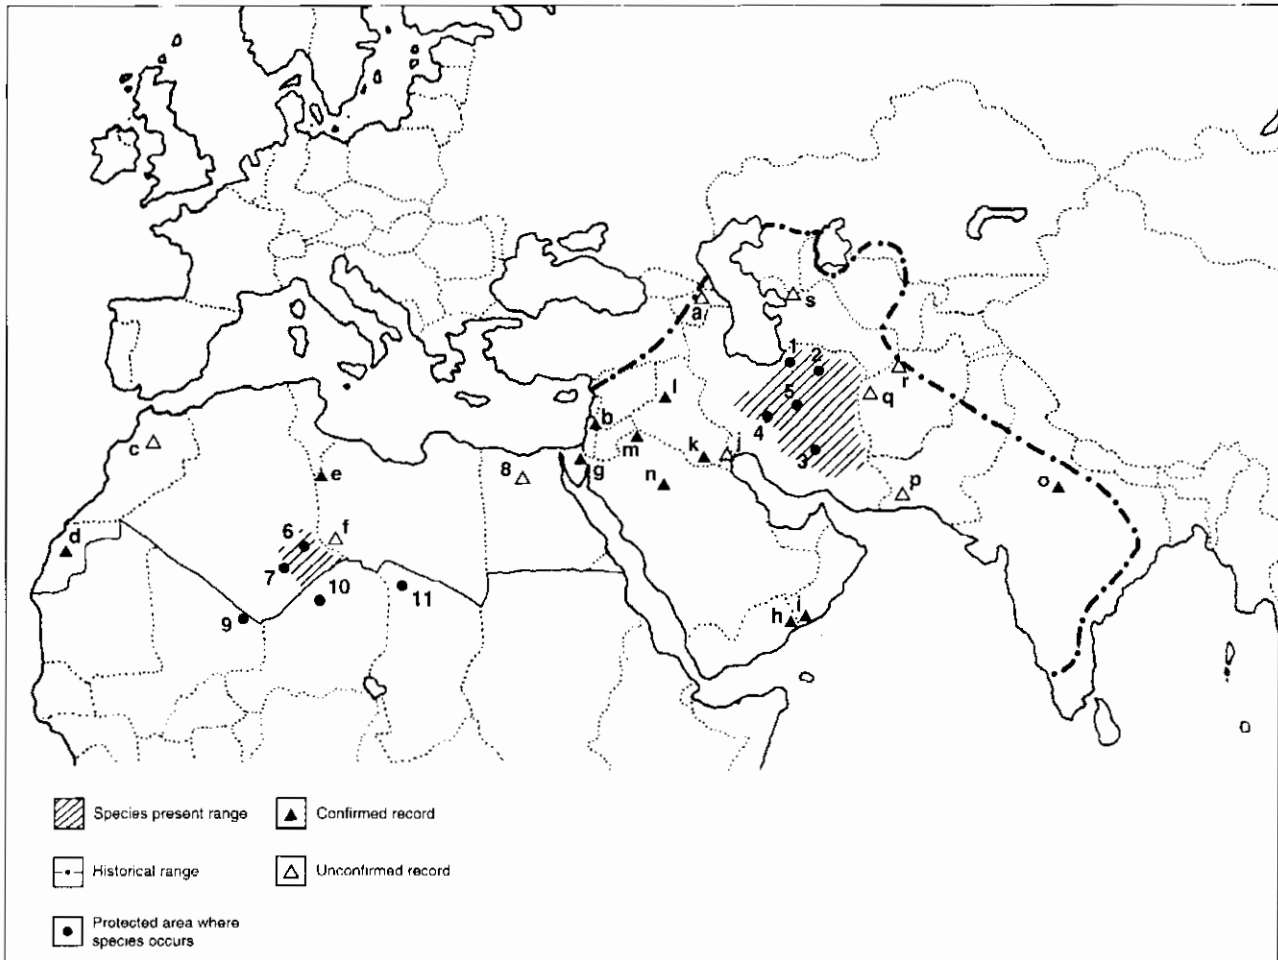 s
a
1
2
r
5
q
l
4
b
c
m
k
j
3
8
g
e
n
p
o
6
f
d
7
10
11
9
h
i
Species present range
Confirmed record
Historical range
Unconfirmed record
Protected area where
species occurs